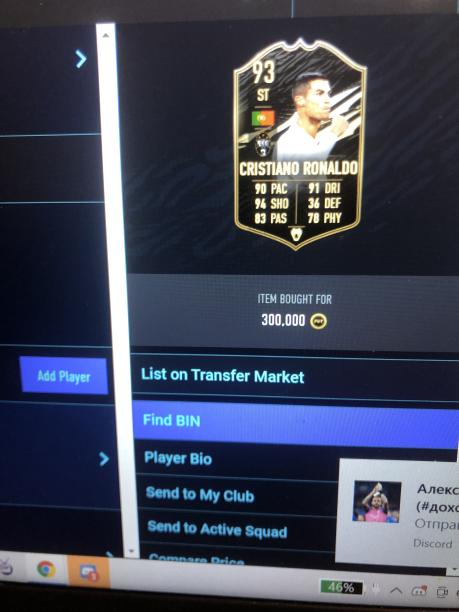 93
ST
CRISTIANO RONALDO
90 PAC 91 DRI
94 SHO 36 DEF
83 PAS 78 PHY
ITEM BOUGHT FOR
300,000
Add Player
List on Transfer Market
Find BIN
Player Bio
Send to My Club
Send to Active Squad
Compare Price
Алекс
(#дохо
Отправ
Discord
46%